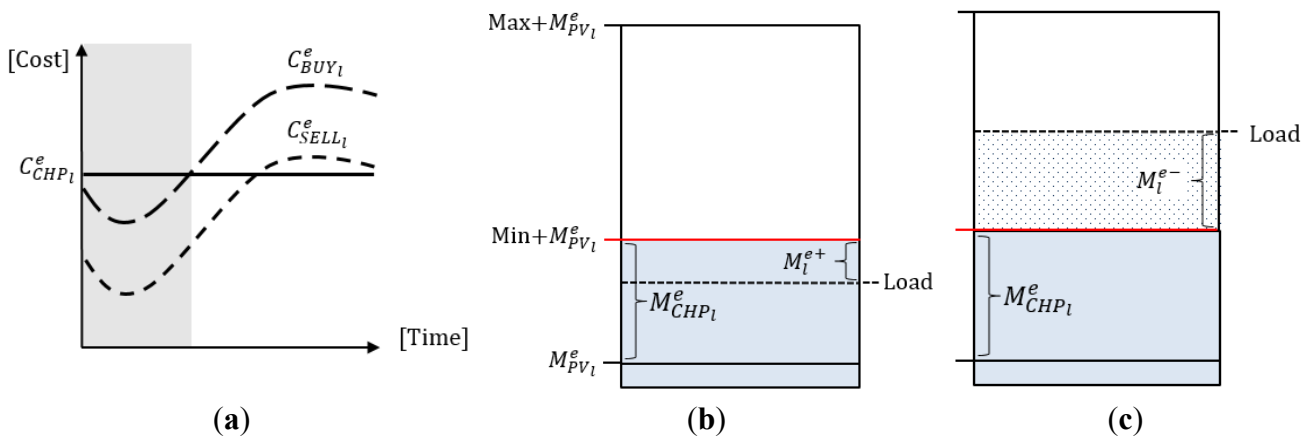 [Cost]
C^e_{BUY_l}
C^e_{SELL_l}
C^e_{CHP_l}
[Time]
(a)
Max+M^e_{PV_l}
Min+M^e_{PV_l}
M^{e+}_l
Load
M^e_{CHP_l}
M^e_{PV_l}
(b)
Load
M^{e-}_l
M^e_{CHP_l}
(c)